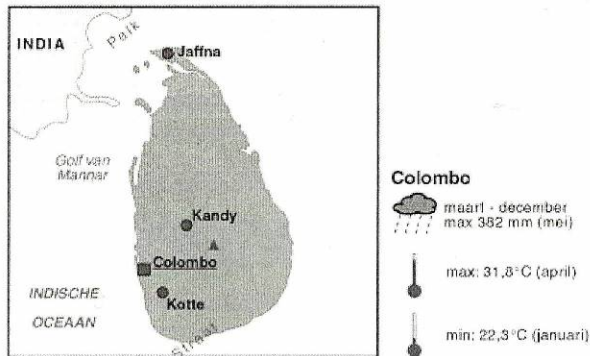 INDIA
Palk
Jaffna
Golf van
Mannar
Kandy
Colombo
Kotte
INDISCHE
OCEAAN
Straat
Colombo
maart - december
max 382 mm (mei)
max: 31,8°C (april)
min: 22,3°C (januari)